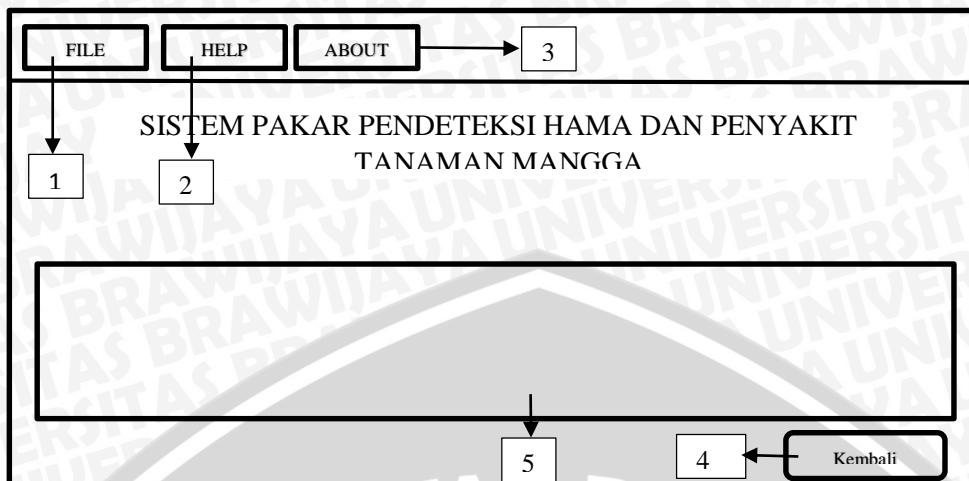 FILE HELP ABOUT
3
SISTEM PAKAR PENDETEKSI HAMA DAN PENYAKIT
TANAMAN MANGGA
1
2
5
4
Kembali